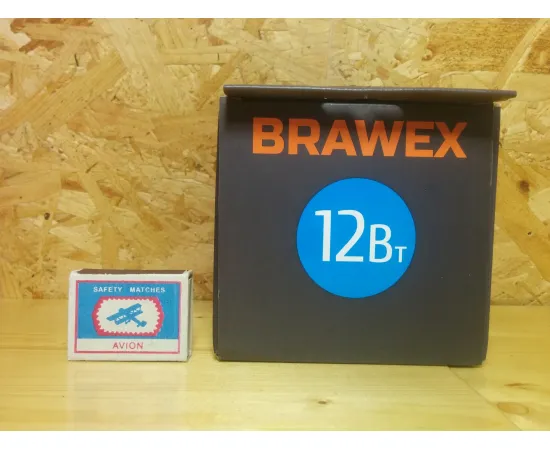 BRAWEX
12Вт
SAFETY MATCHES
AVION